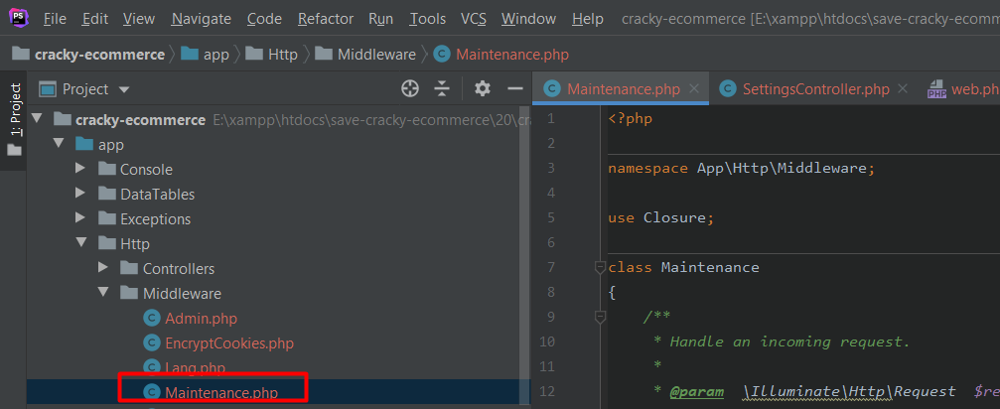 PS File Edit View Navigate Code Refactor Run Tools VCS Window Help cracky-ecommerce [E:\xampp\htdocs\save-cracky-ecomm
cracky-ecommerce app Http Middleware Maintenance.php
1: Project
Project
Maintenance.php SettingsController.php web.ph
cracky-ecommerce E:\xampp\htdocs\save-cracky-ecommerce\20\cr
app
Console
DataTables
Exceptions
Http
Controllers
Middleware
Admin.php
EncryptCookies.php
Lang.php
Maintenance.php
1 <?php
2
3 namespace App\Http\Middleware;
4
5 use Closure;
6
7 class Maintenance
8 {
9 /**
10 * Handle an incoming request.
11 *
12 * @param \Illuminate\Http\Request $re